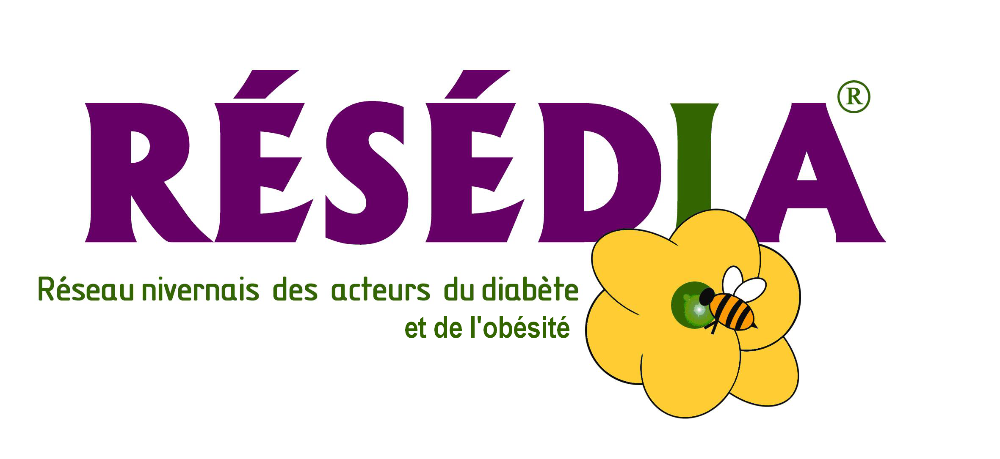 RÉSÉDIA®
Réseau nivernais des acteurs du diabète
et de l'obésité